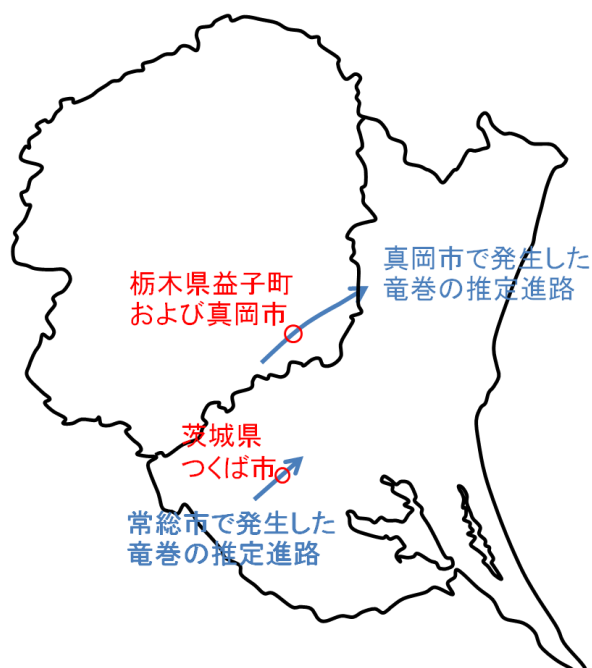 真岡市で発生した
竜巻の推定進路
栃木県益子町
および真岡市
茨城県
つくば市
常総市で発生した
竜巻の推定進路